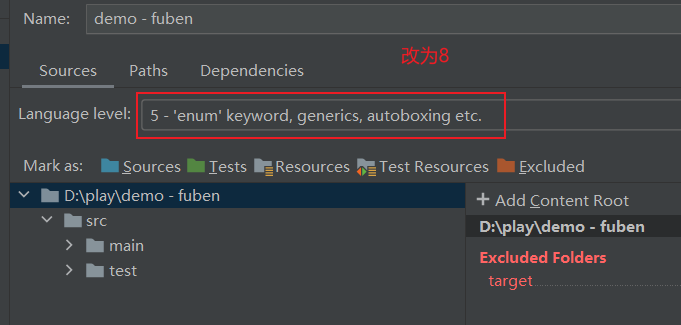 Name: demo - fuben
改为8
Sources Paths Dependencies
Language level: 5 - 'enum' keyword, generics, autoboxing etc.
Mark as: Sources Tests Resources Test Resources Excluded
D:\play\demo - fuben
src
main
test
+ Add Content Root
D:\play\demo - fuben
Excluded Folders
target